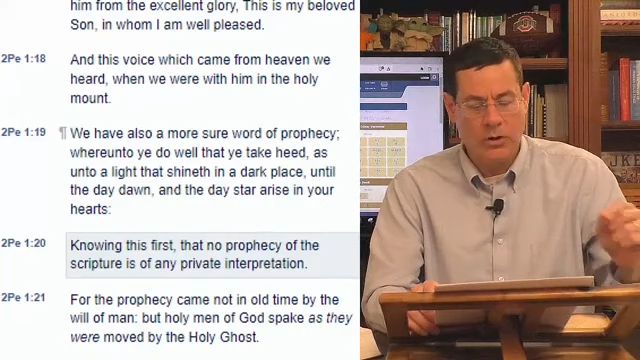 him from the excellent glory, This is my beloved
Son, in whom I am well pleased.
2Pe 1:18 And this voice which came from heaven we
heard, when we were with him in the holy
mount.
2Pe 1:19 ¶ We have also a more sure word of prophecy;
whereunto ye do well that ye take heed, as
unto a light that shineth in a dark place, until
the day dawn, and the day star arise in your
hearts:
2Pe 1:20 Knowing this first, that no prophecy of the
scripture is of any private interpretation.
2Pe 1:21 For the prophecy came not in old time by the
will of man: but holy men of God spake as they
were moved by the Holy Ghost.